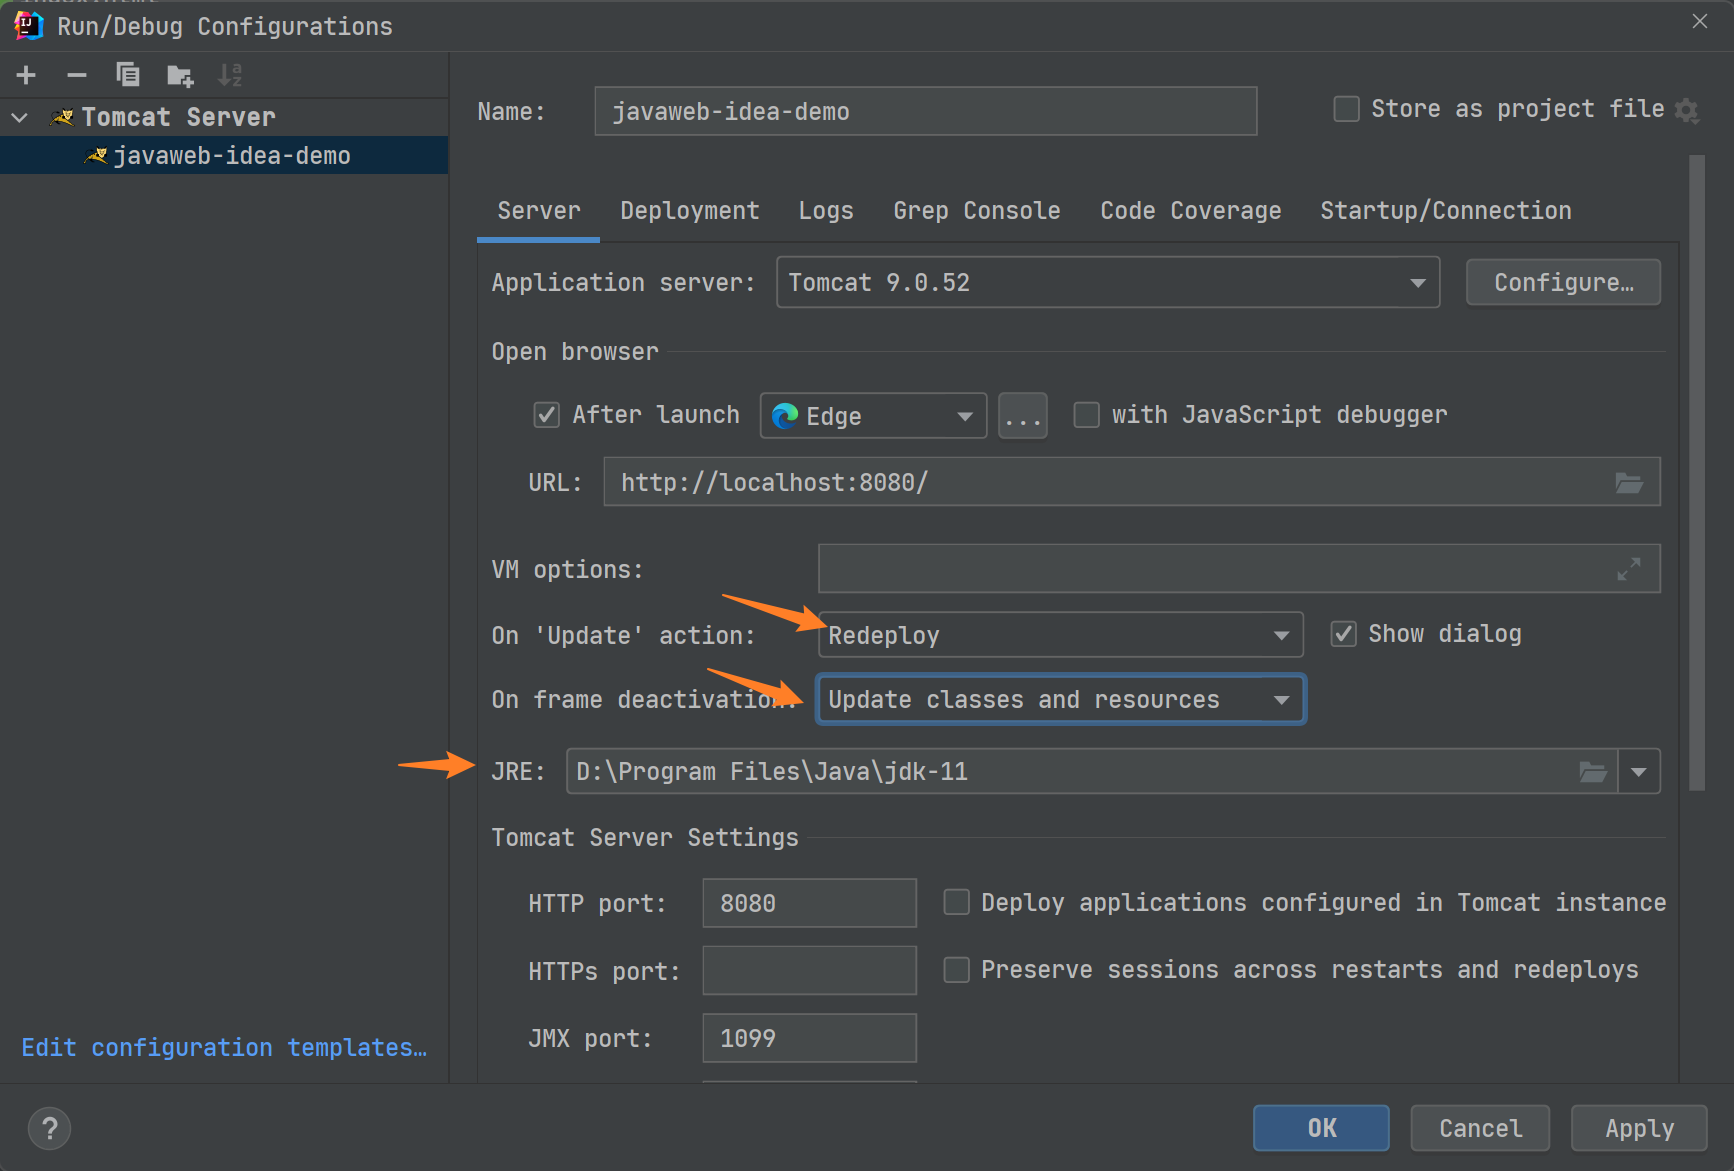 Run/Debug Configurations
Tomcat Server
javaweb-idea-demo
Edit configuration templates…
Name: javaweb-idea-demo Store as project file
Server Deployment Logs Grep Console Code Coverage Startup/Connection
Application server: Tomcat 9.0.52 Configure…
Open browser
After launch Edge ... with JavaScript debugger
URL: http://localhost:8080/
VM options:
On 'Update' action: Redeploy Show dialog
On frame deactivation: Update classes and resources
JRE: D:\Program Files\Java\jdk-11
Tomcat Server Settings
HTTP port: 8080 Deploy applications configured in Tomcat instance
HTTPs port: Preserve sessions across restarts and redeploys
JMX port: 1099
? OK Cancel Apply